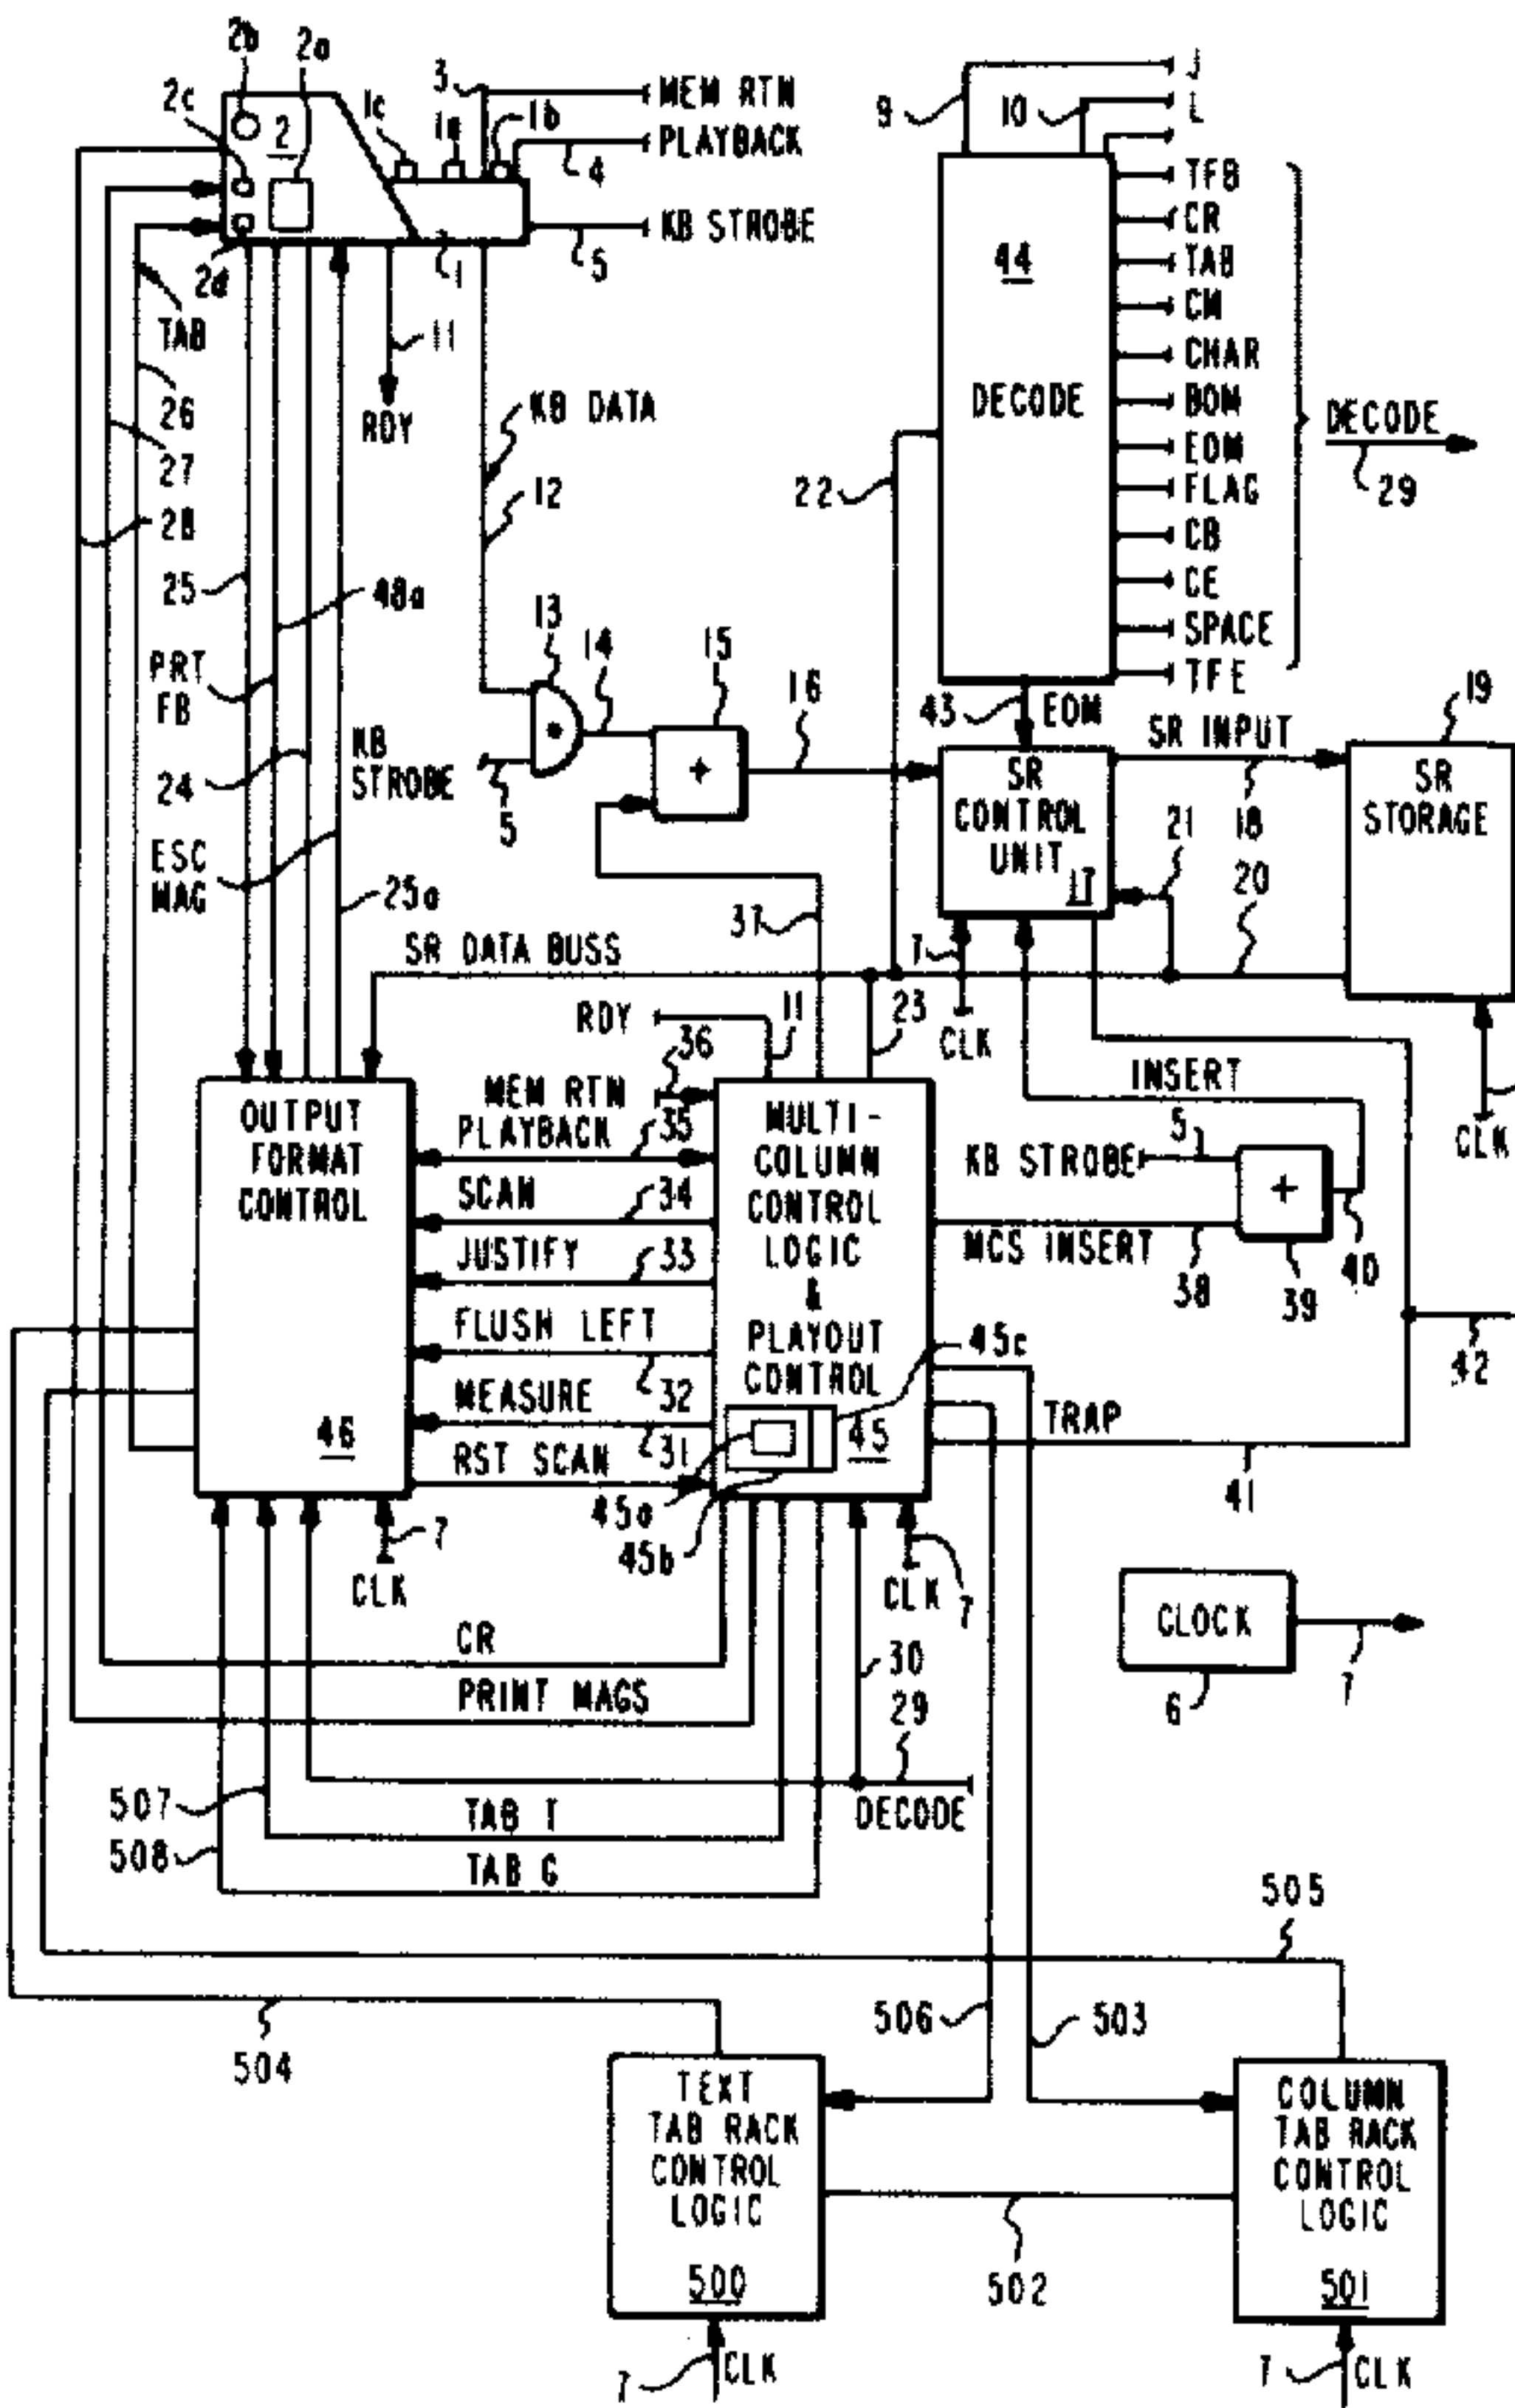 2b
2a
2c
2
3
MEM RTN
1c
1a
1b
PLAYBACK
4
KB STROBE
5
1
2d
TAB
11
RDY
26
27
28
KB DATA
12
25
48a
13
14
15
16
PRT
FB
24
KB
STROBE
5
ESC
MAG
25a
37
SR DATA BUSS
9
J
10
L
44
DECODE
TFB
CR
TAB
CM
CHAR
BOM
EOM
FLAG
CB
CE
SPACE
TFE
DECODE
29
22
43
EOM
SR INPUT
19
SR
CONTROL
UNIT
17
18
SR
STORAGE
21
20
7
CLK
23
RDY
11
36
INSERT
CLK
OUTPUT
FORMAT
CONTROL
46
MEM RTN
PLAYBACK
35
SCAN
34
JUSTIFY
33
FLUSH LEFT
32
MEASURE
31
RST SCAN
MULTI-
COLUMN
CONTROL
LOGIC
&
PLAYOUT
CONTROL
45
45c
45a
45b
5
KB STROBE
+
+
MCS INSERT
38
39
40
42
TRAP
41
7
CLK
CLK
7
CR
30
PRINT MAGS
29
DECODE
CLOCK
6
7
507
TAB T
508
TAB G
505
504
506
503
TEXT
TAB RACK
CONTROL
LOGIC
500
COLUMN
TAB RACK
CONTROL
LOGIC
501
502
7
CLK
7
CLK